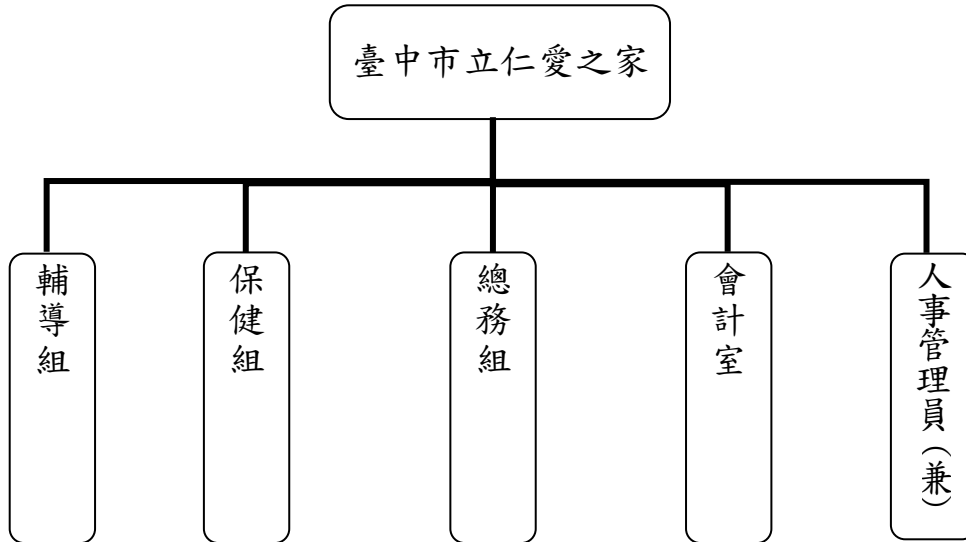 臺中市立仁愛之家
輔導組
保健組
總務組
會計室
人事管理員(兼)